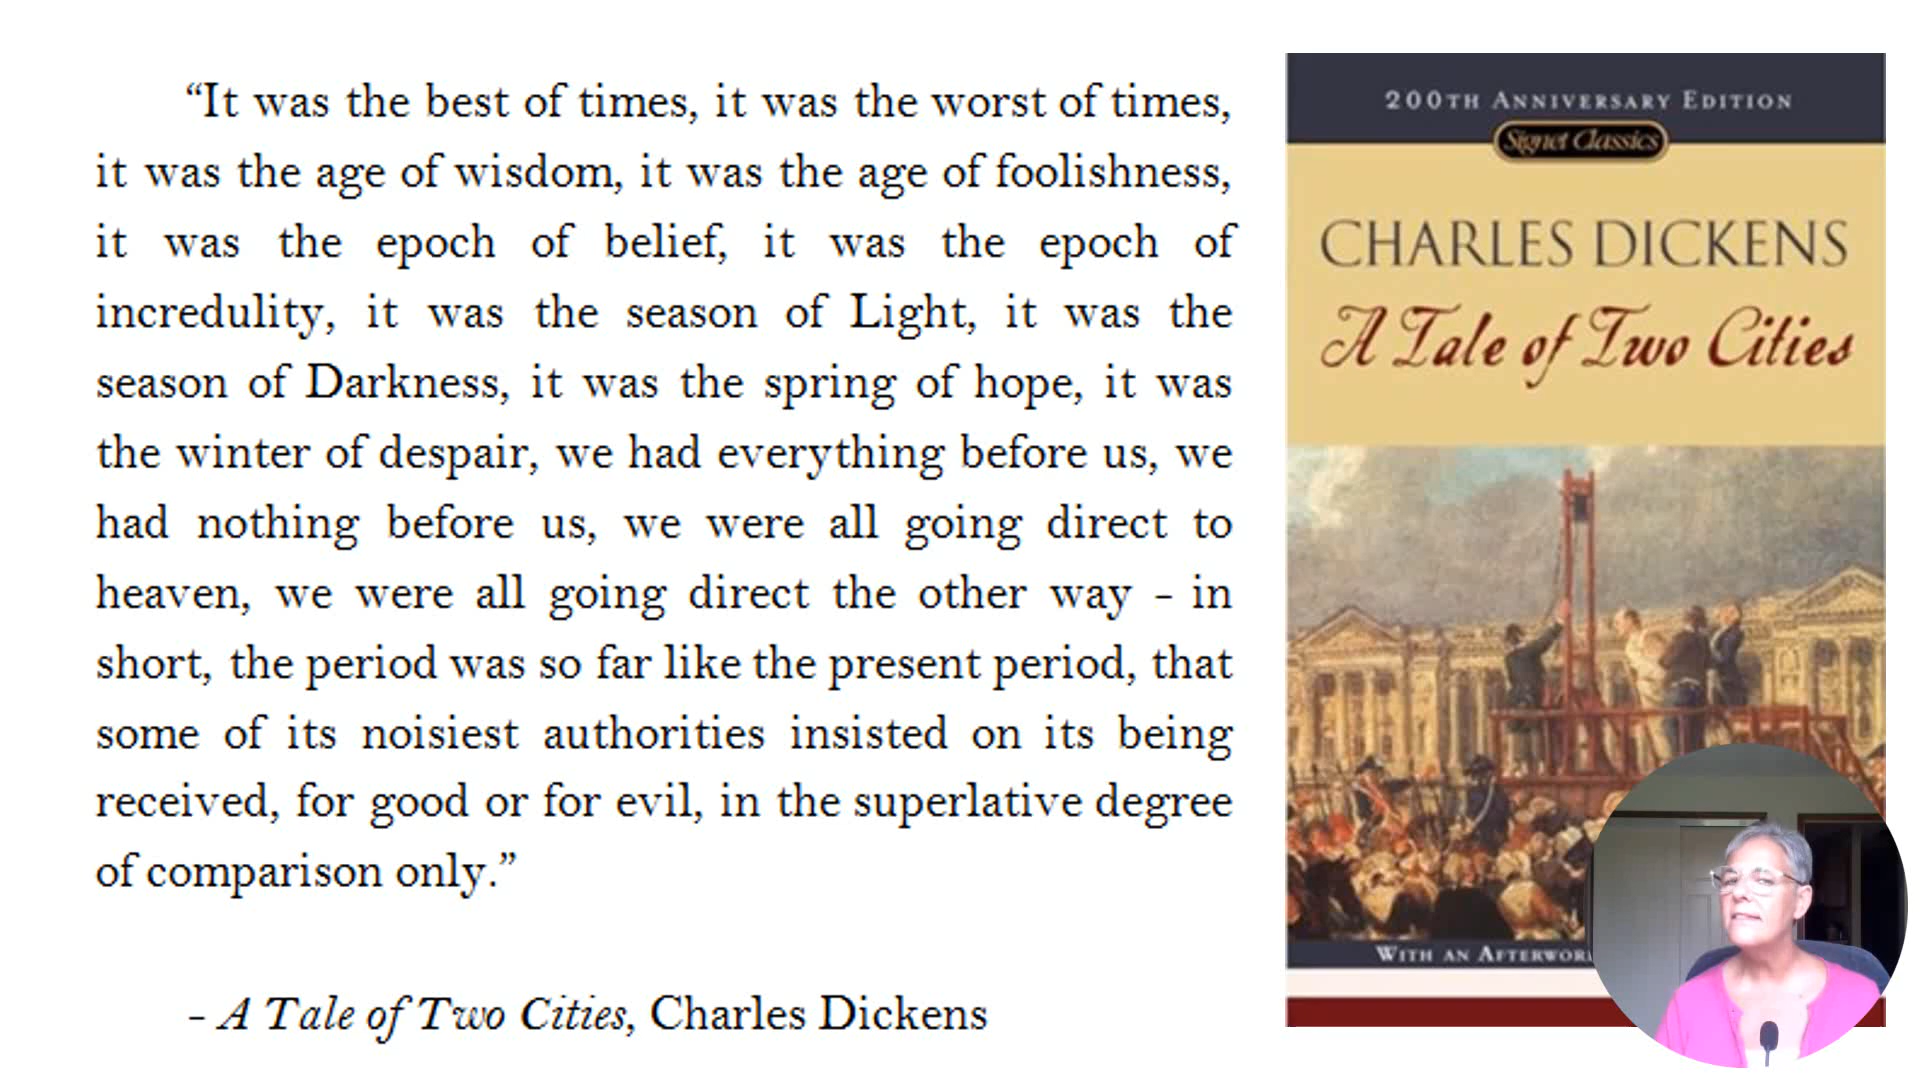 “It was the best of times, it was the worst of times,
it was the age of wisdom, it was the age of foolishness,
it was the epoch of belief, it was the epoch of
incredulity, it was the season of Light, it was the
season of Darkness, it was the spring of hope, it was
the winter of despair, we had everything before us, we
had nothing before us, we were all going direct to
heaven, we were all going direct the other way – in
short, the period was so far like the present period, that
some of its noisiest authorities insisted on its being
received, for good or for evil, in the superlative degree
of comparison only.”
– A Tale of Two Cities, Charles Dickens
200TH ANNIVERSARY EDITION
Signet Classics
CHARLES DICKENS
A Tale of Two Cities
WITH AN